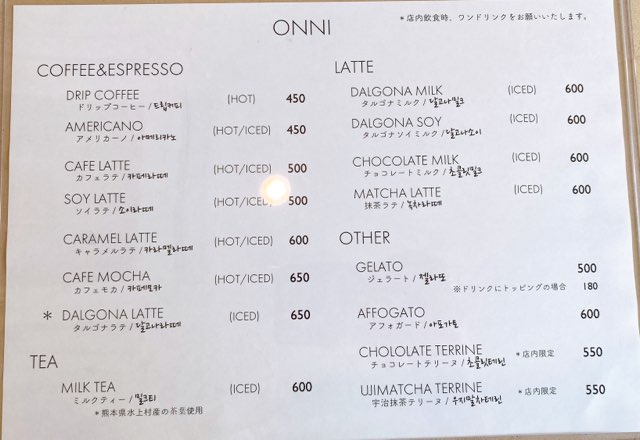 ONNI
*店内飲食時、ワンドリンクをお願いいたします。
COFFEE&ESPRESSO
DRIP COFFEE (HOT) 450
ドリップコーヒー/드립커피
AMERICANO (HOT/ICED) 450
アメリカーノ/아메리카노
CAFE LATTE (HOT/ICED) 500
カフェラテ/카페라떼
SOY LATTE (HOT/ICED) 500
ソイラテ/소이라떼
CARAMEL LATTE (HOT/ICED) 600
キャラメルラテ/카라멜라떼
CAFE MOCHA (HOT/ICED) 650
カフェモカ/카페모카
* DALGONA LATTE (ICED) 650
タルゴナラテ/달고나라떼
TEA
MILK TEA (ICED) 600
ミルクティー/밀크티
*熊本県水上村産の茶葉使用
LATTE
DALGONA MILK (ICED) 600
タルゴナミルク/달고나밀크
DALGONA SOY (ICED) 600
タルゴナソイミルク/달고나소이
CHOCOLATE MILK (ICED) 600
チョコレートミルク/초콜릿밀크
MATCHA LATTE (ICED) 600
抹茶ラテ/녹차라떼
OTHER
GELATO 500
ジェラート/젤라또
※ドリンクにトッピングの場合 180
AFFOGATO 600
アフォガード/아포가토
CHOLOLATE TERRINE *店内限定 550
チョコレートテリーヌ/초콜릿테린
UJIMATCHA TERRINE *店内限定 550
宇治抹茶テリーヌ/우지말차테린